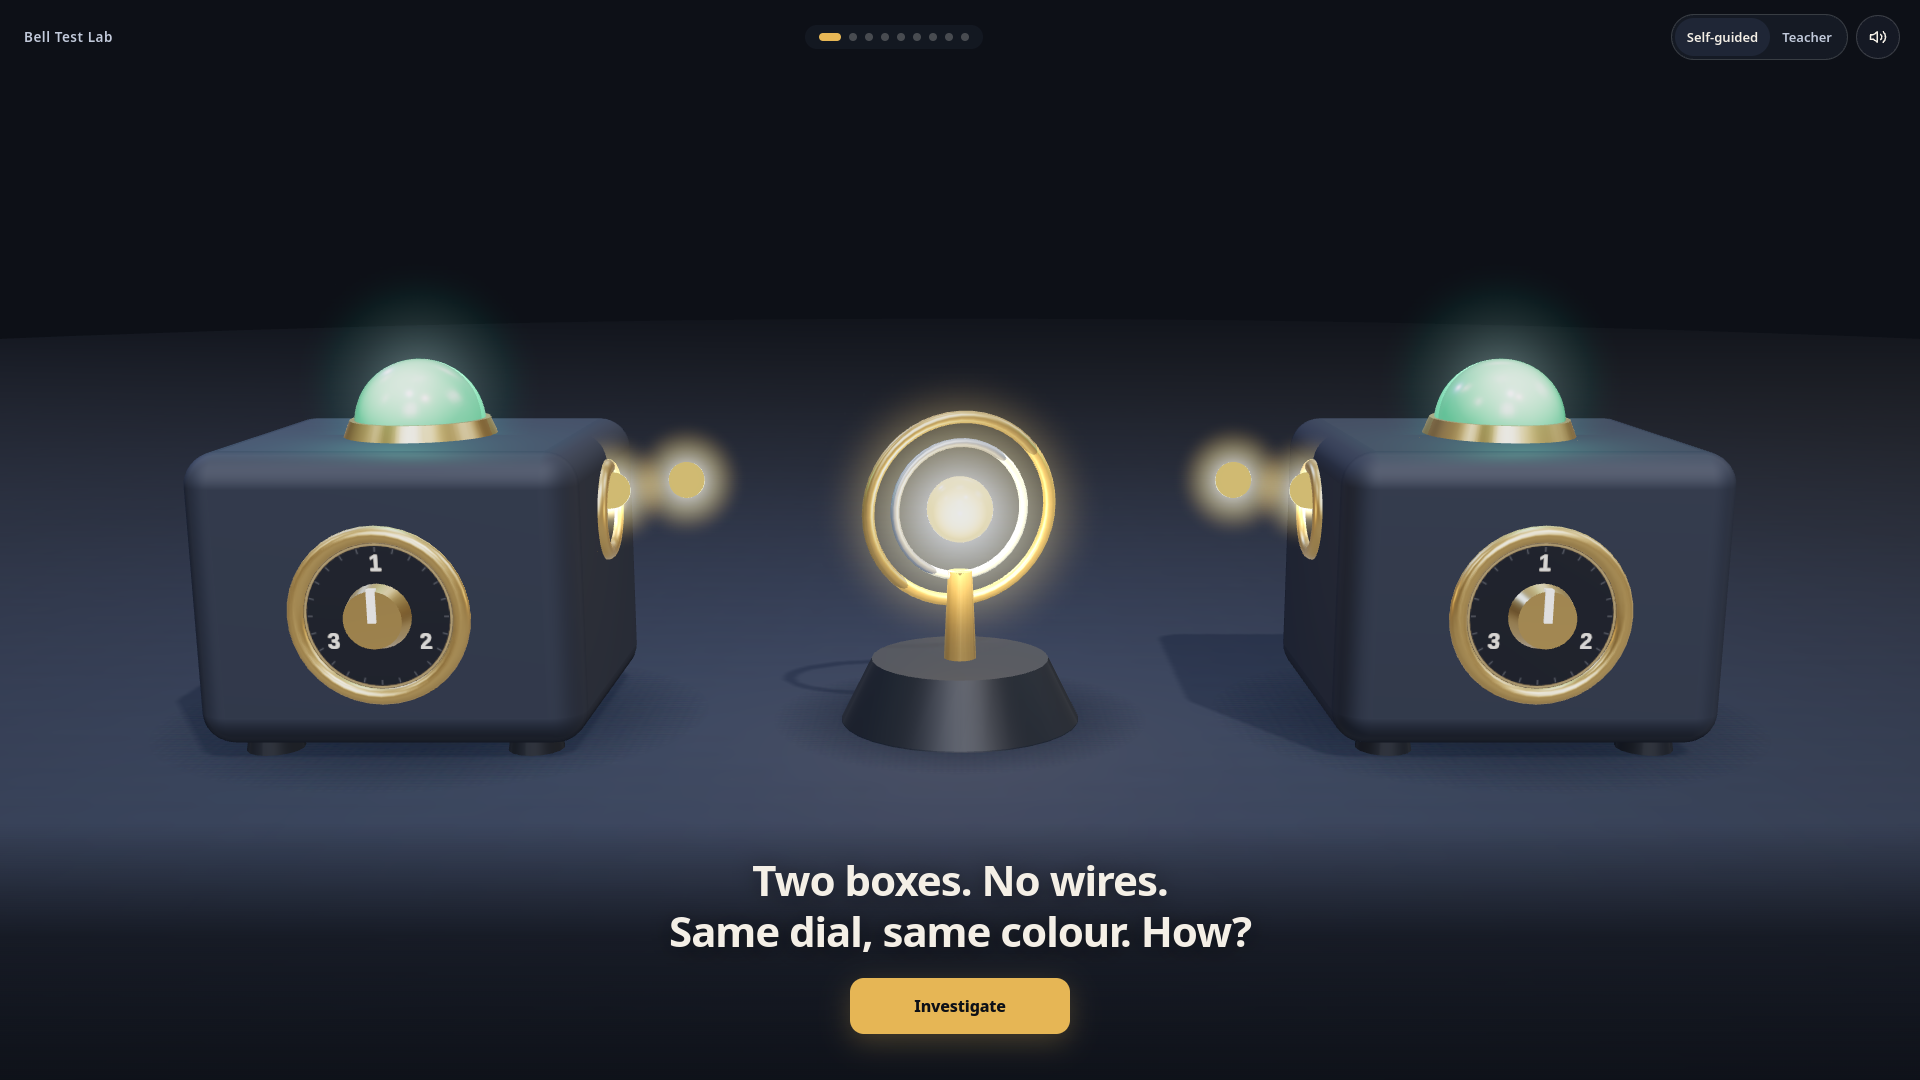 Bell Test Lab
Self-guided
Teacher
1
3
2
1
3
2
Two boxes. No wires.
Same dial, same colour. How?
Investigate